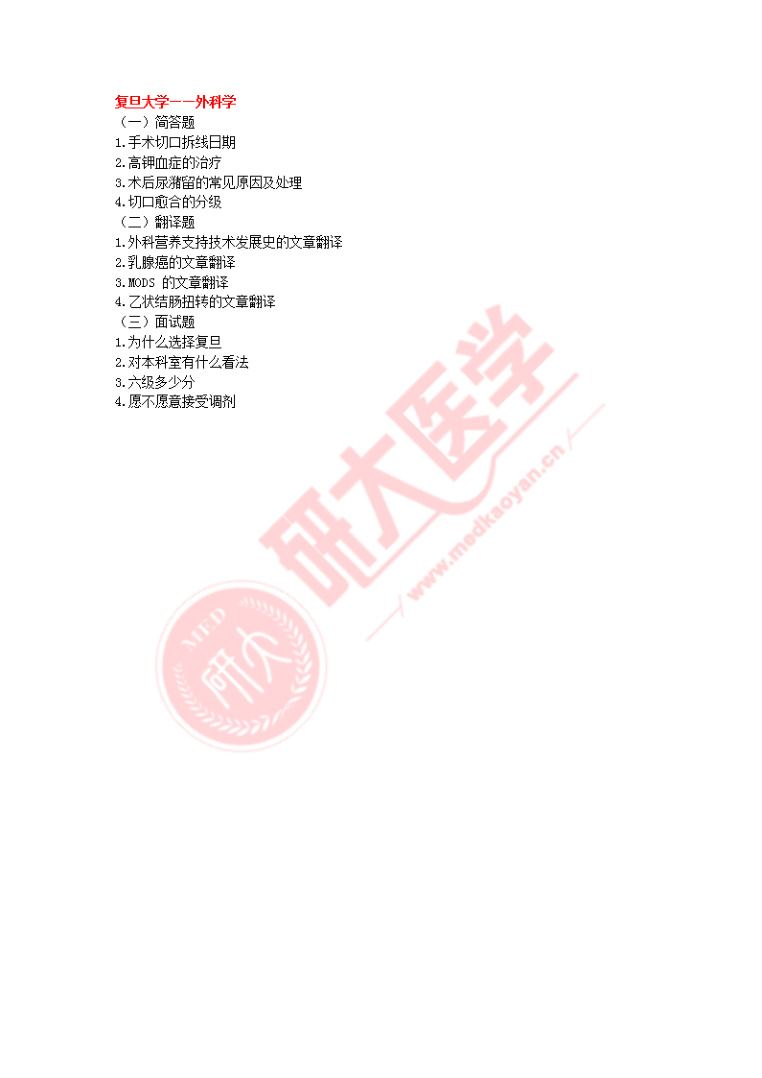 复旦大学——外科学
（一）简答题
1.手术切口拆线日期
2.高钾血症的治疗
3.术后尿潴留的常见原因及处理
4.切口愈合的分级
（二）翻译题
1.外科营养支持技术发展史的文章翻译
2.乳腺癌的文章翻译
3.MODS 的文章翻译
4.乙状结肠扭转的文章翻译
（三）面试题
1.为什么选择复旦
2.对本科室有什么看法
3.六级多少分
4.愿不愿意接受调剂
研大医学
www.medkaoyan.cn
MED
研大